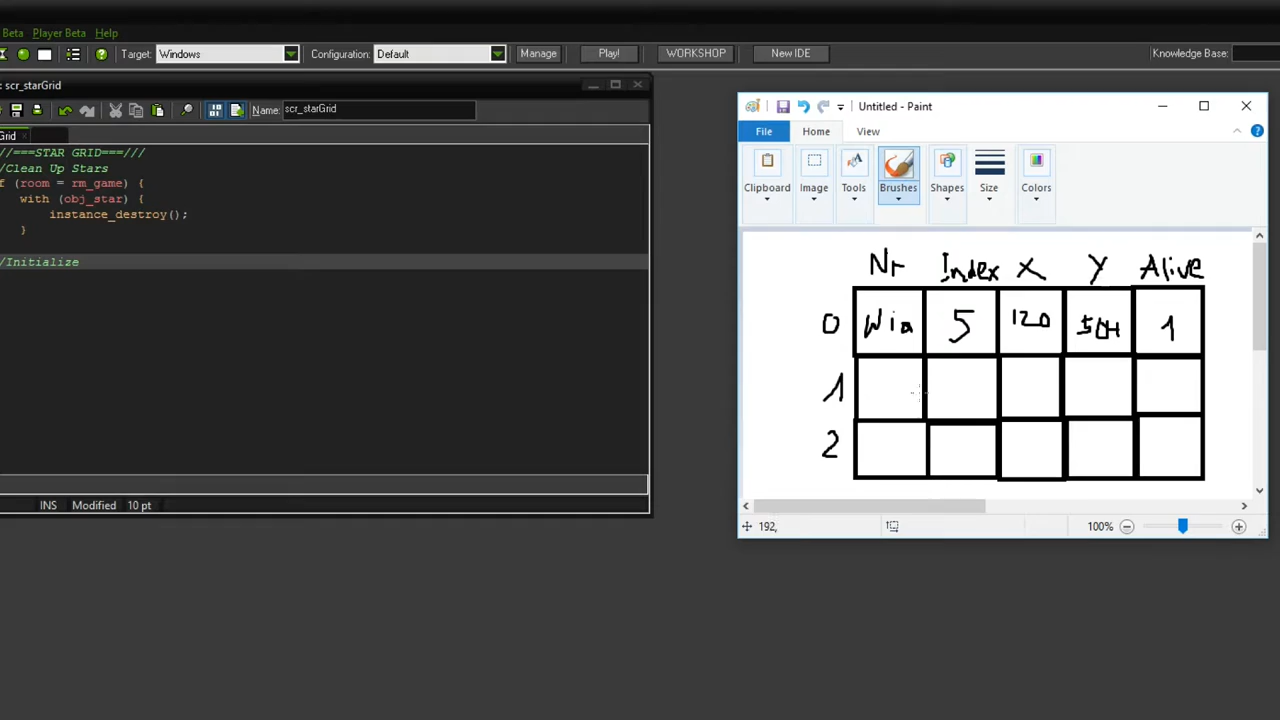 Beta Player Beta Help
Target: Windows Configuration: Default Manage Play! WORKSHOP New IDE Knowledge Base:
: scr_starGrid
Name: scr_starGrid
Grid
//===STAR GRID===///
/Clean Up Stars
f (room = rm_game) {
with (obj_star) {
instance_destroy();
}
/Initialize
INS Modified 10 pt
Untitled - Paint
File Home View
Clipboard Image Tools Brushes Shapes Size Colors
Nr Index X Y Alive
0 5 120 504 1
1
2
192, 100%